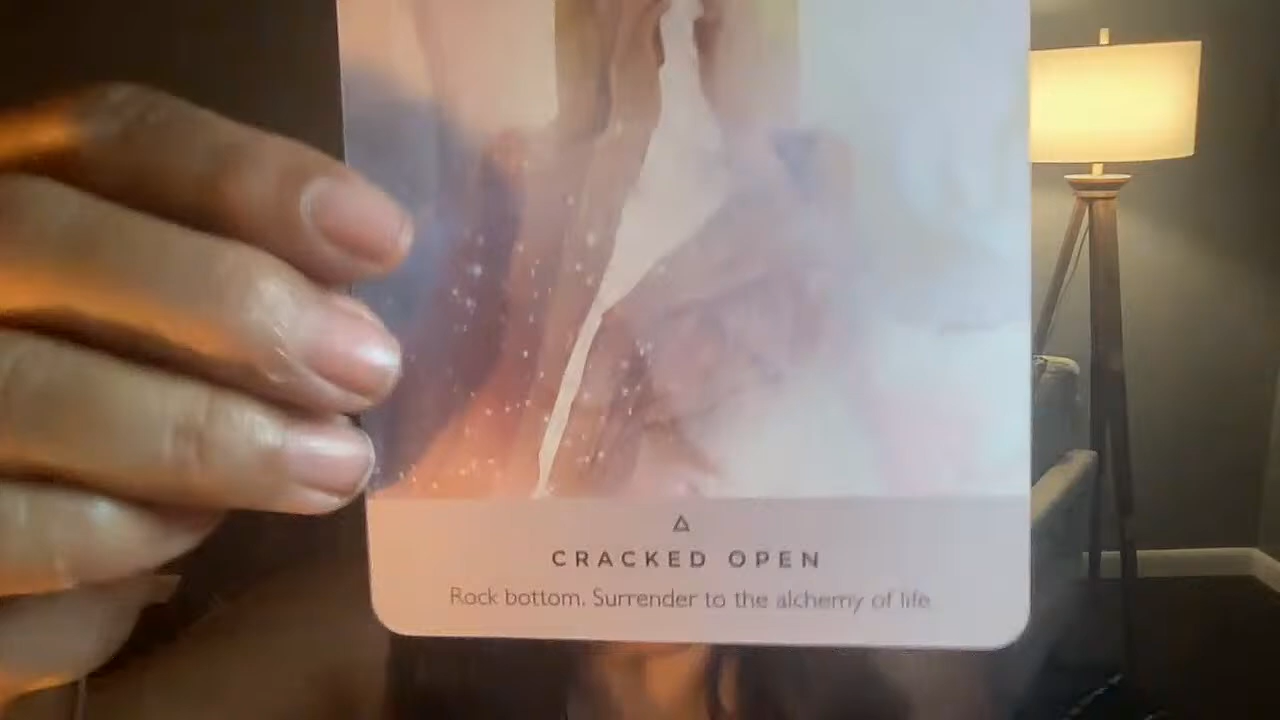 CRACKED OPEN
Rock bottom. Surrender to the alchemy of life.